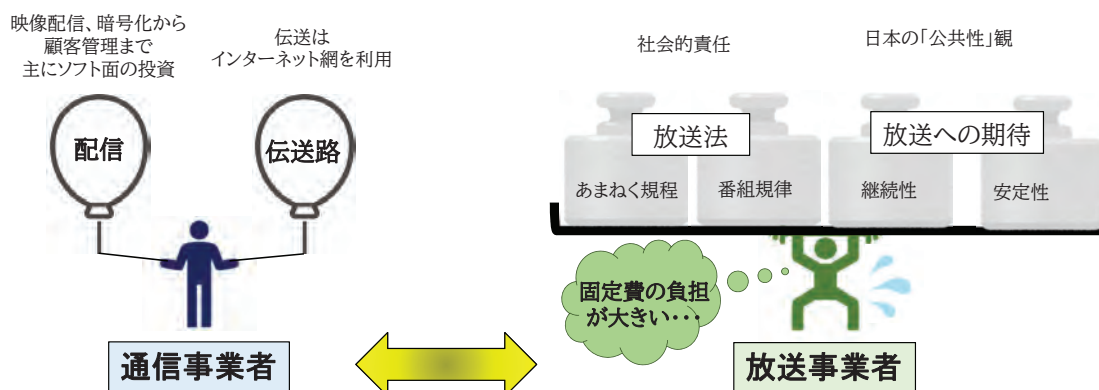 映像配信、暗号化から
顧客管理まで
主にソフト面の投資
伝送は
インターネット網を利用
配信
伝送路
通信事業者
社会的責任
日本の「公共性」観
放送法
放送への期待
あまねく規程
番組規律
継続性
安定性
固定費の負担
が大きい･･･
放送事業者